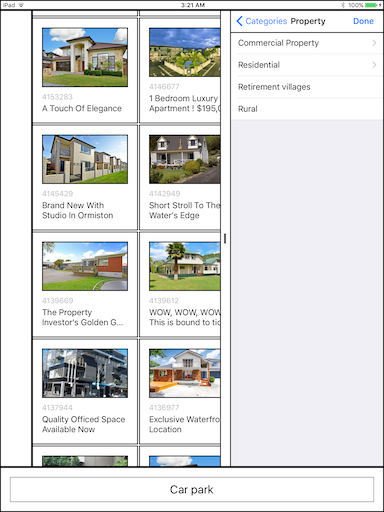 iPad
3:21 AM
100%
4153283
A Touch Of Elegance
4146677
1 Bedroom Luxury
Apartment ! $195,0
4145429
Brand New With
Studio In Ormiston
4142949
Short Stroll To The
Water's Edge
4139669
The Property
Investor's Golden G...
4139612
WOW, WOW, WOW
This is bound to tic
4137944
Quality Officed Space
Available Now
4136977
Exclusive Waterfro
Location
Categories
Property
Done
Commercial Property
Residential
Retirement villages
Rural
Car park